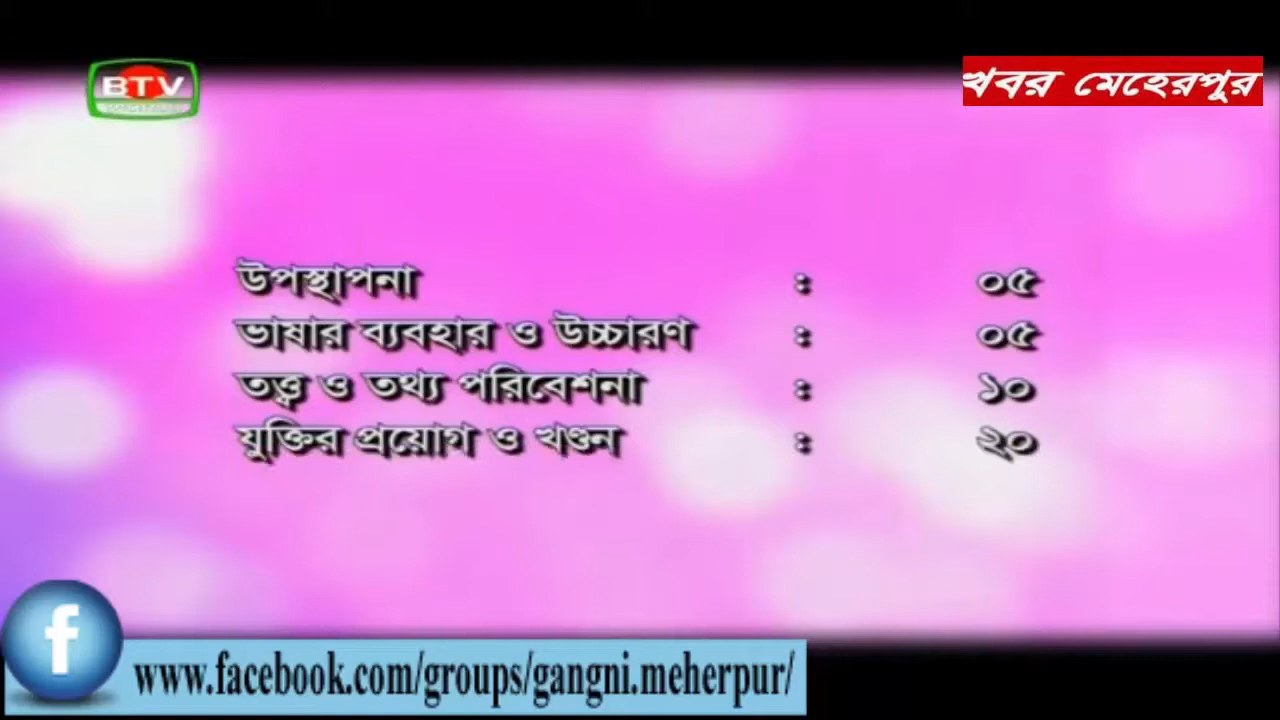 BTV
খবর মেহেরপুর
উপস্থাপনা : ০৫
ভাষার ব্যবহার ও উচ্চারণ : ০৫
তত্ত্ব ও তথ্য পরিবেশনা : ১০
যুক্তির প্রয়োগ ও খণ্ডন : ২০
f
www.facebook.com/groups/gangni.meherpur/